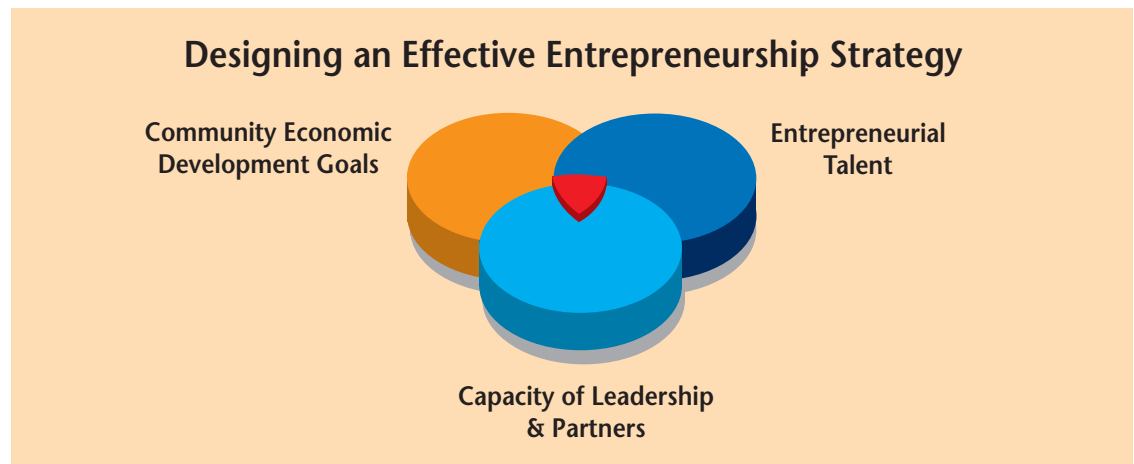 Designing an Effective Entrepreneurship Strategy
Community Economic
Development Goals
Entrepreneurial
Talent
Capacity of Leadership
& Partners